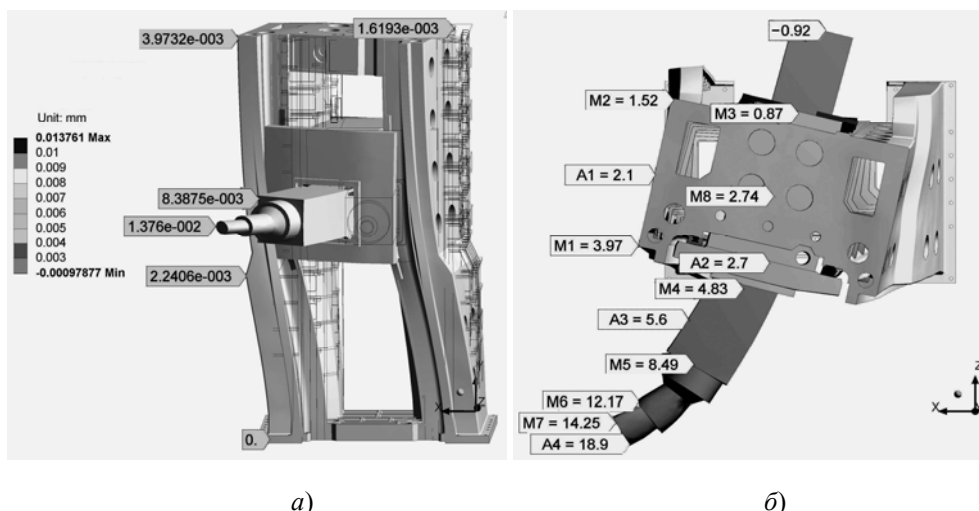 3.9732e-003
1.6193e-003
Unit: mm
0.013761 Max
0.01
0.009
0.008
0.007
0.006
0.005
0.004
0.003
-0.00097877 Min
8.3875e-003
1.376e-002
2.2406e-003
0.
X
Z
а)
−0.92
M2 = 1.52
M3 = 0.87
A1 = 2.1
M8 = 2.74
M1 = 3.97
A2 = 2.7
M4 = 4.83
A3 = 5.6
M5 = 8.49
M6 = 12.17
M7 = 14.25
A4 = 18.9
Z
X
б)